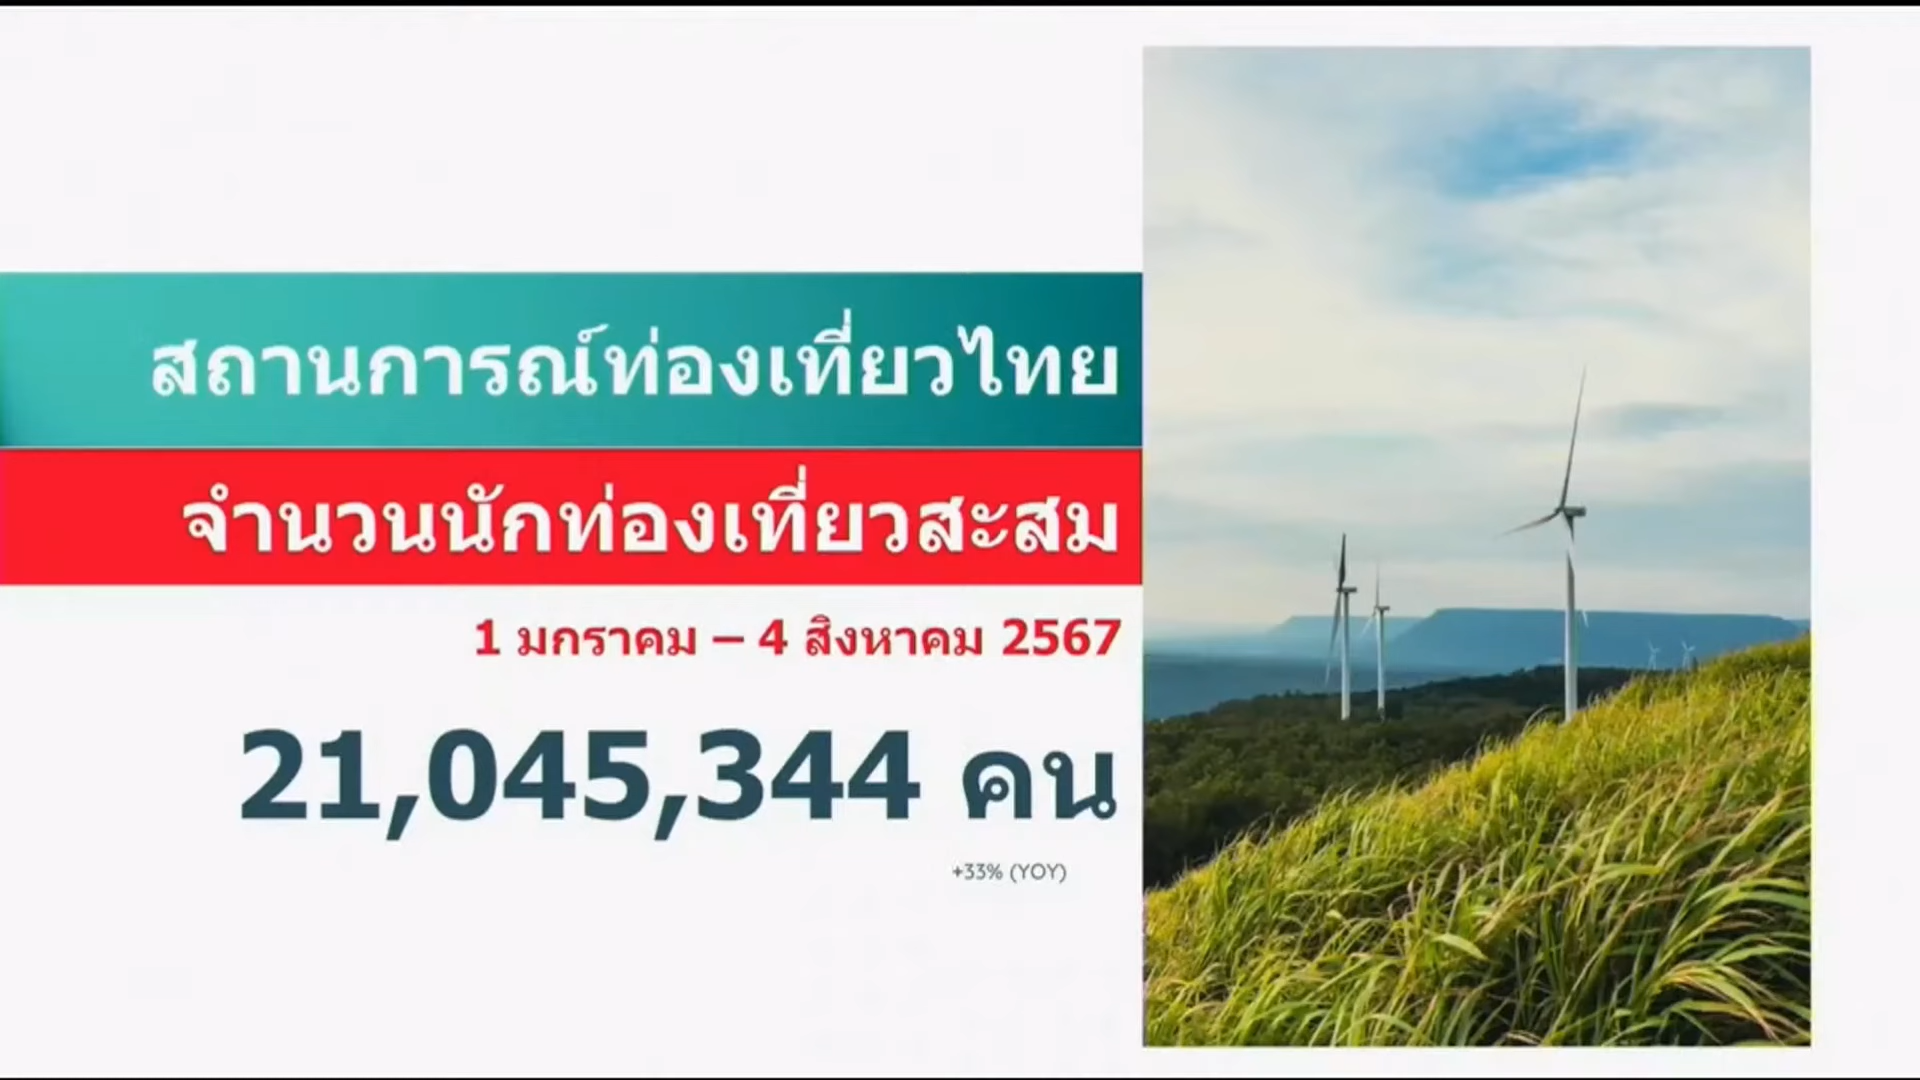 สถานการณ์ท่องเที่ยวไทย
จำนวนนักท่องเที่ยวสะสม
1 มกราคม – 4 สิงหาคม 2567
21,045,344 คน
+33% (YOY)